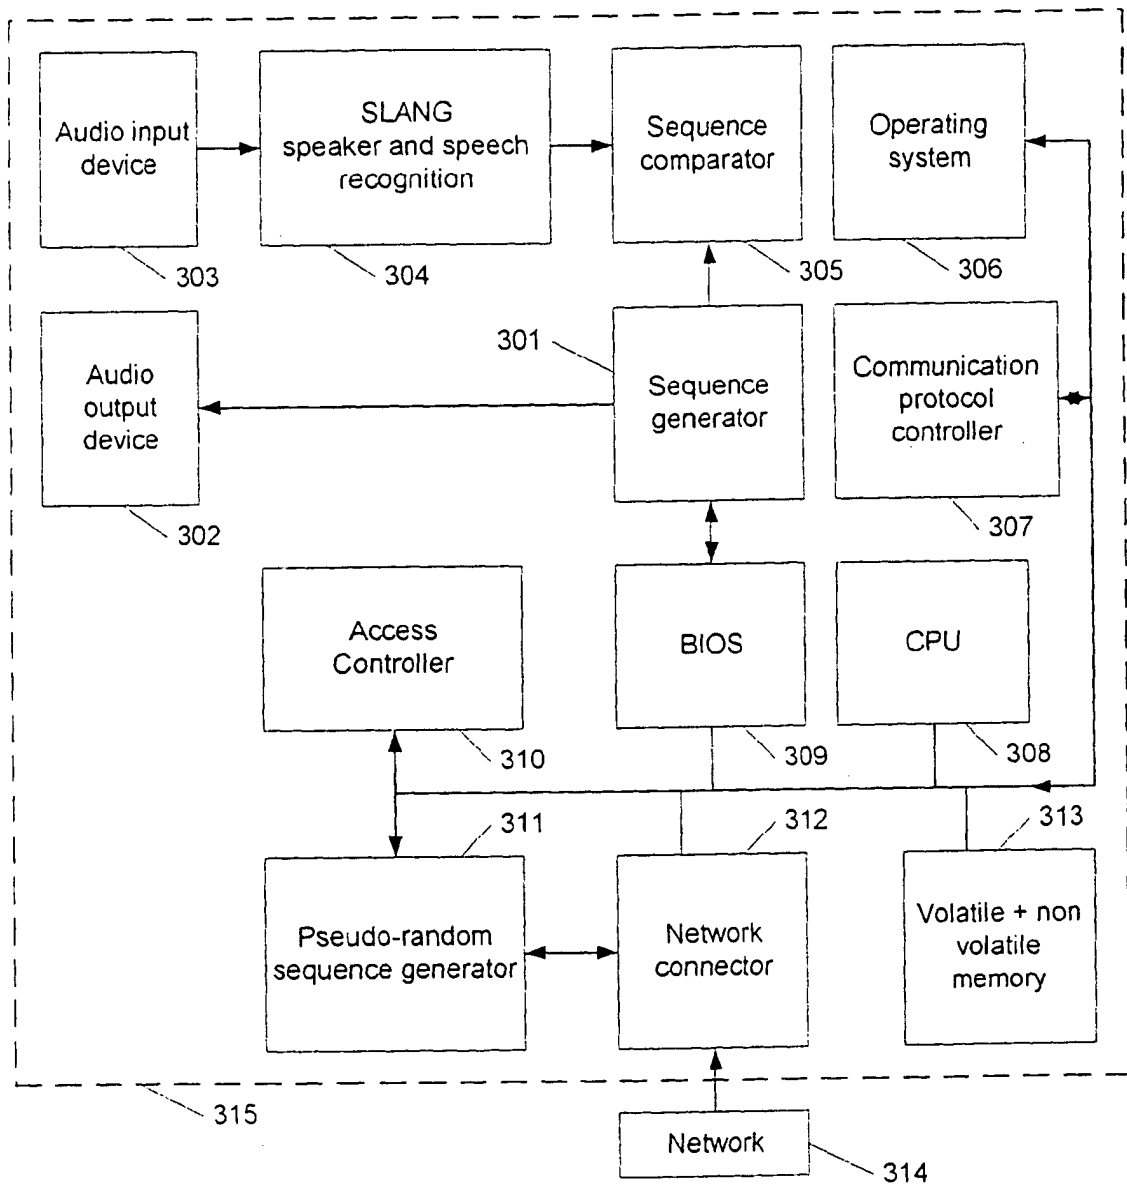 Audio input
device
303
SLANG
speaker and speech
recognition
304
Sequence
comparator
305
Operating
system
306
Audio
output
device
302
301
Sequence
generator
Communication
protocol
controller
307
Access
Controller
310
BIOS
309
CPU
308
311
Pseudo-random
sequence generator
312
Network
connector
313
Volatile + non
volatile
memory
315
Network
314